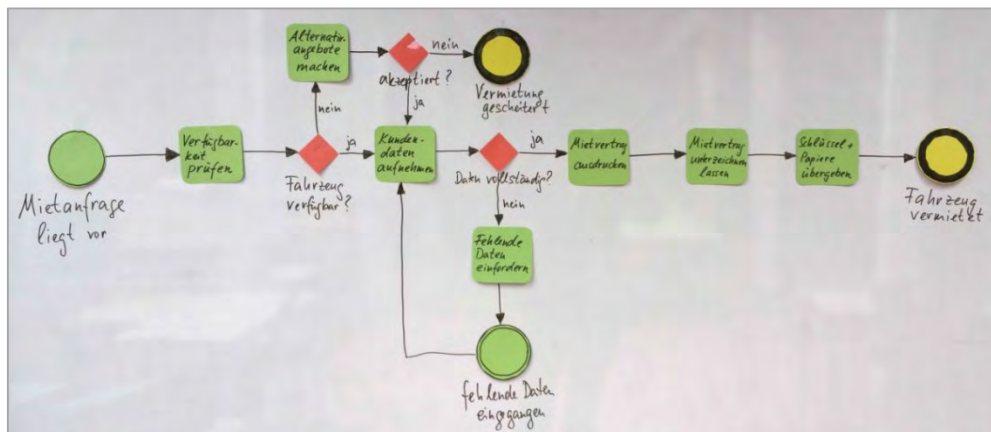 Alternativ-
angebote
machen
nein
akzeptiert?
Vermietung
gescheitert
nein
ja
Verfügbar-
keit
prüfen
ja
Kunden-
daten
aufnehmen
ja
Mietvertrag
ausdrucken
Mietvertrag
unterzeichnen
lassen
Schlüssel +
Papiere
übergeben
Mietanfrage
liegt vor
Fahrzeug
verfügbar?
Daten vollständig?
Fahrzeug
vermietet
nein
Fehlende
Daten
einfordern
fehlende Daten
eingegangen